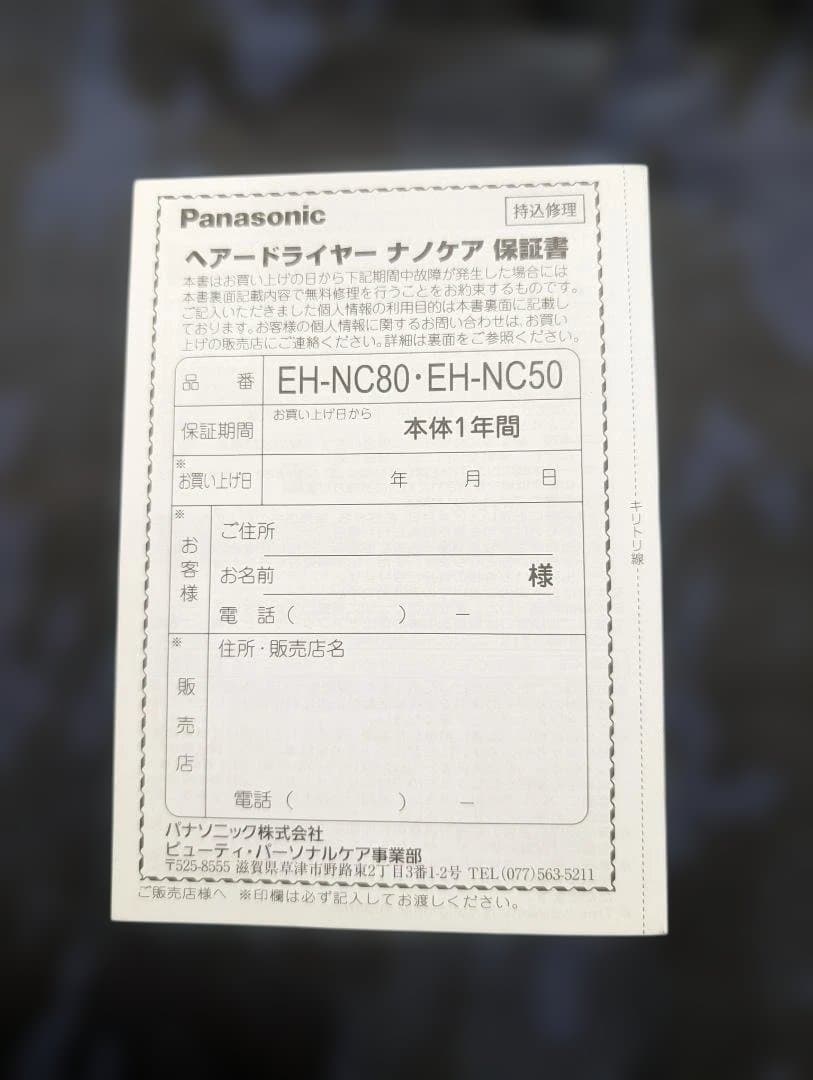 Panasonic
持込修理
ヘアードライヤー ナノケア 保証書
本書はお買い上げの日から下記期間中故障が発生した場合には
本書裏面記載内容で無料修理を行うことをお約束するものです。
ご記入いただきました個人情報の利用目的は本書裏面に記載し
ております。お客様の個人情報に関するお問い合わせは、お買い
上げの販売店にご連絡ください。詳細は裏面をご参照ください。
品 番 EH-NC80・EH-NC50
保証期間 お買い上げ日から 本体1年間
※お買い上げ日 年 月 日
※お客様
ご住所
お名前 様
電 話( ) −
※販売店
住所・販売店名
電話( ) −
パナソニック株式会社
ビューティ・パーソナルケア事業部
〒525-8555 滋賀県草津市野路東2丁目3番1-2号 TEL(077)563-5211
ご販売店様へ ※印欄は必ず記入してお渡しください。
キリトリ線